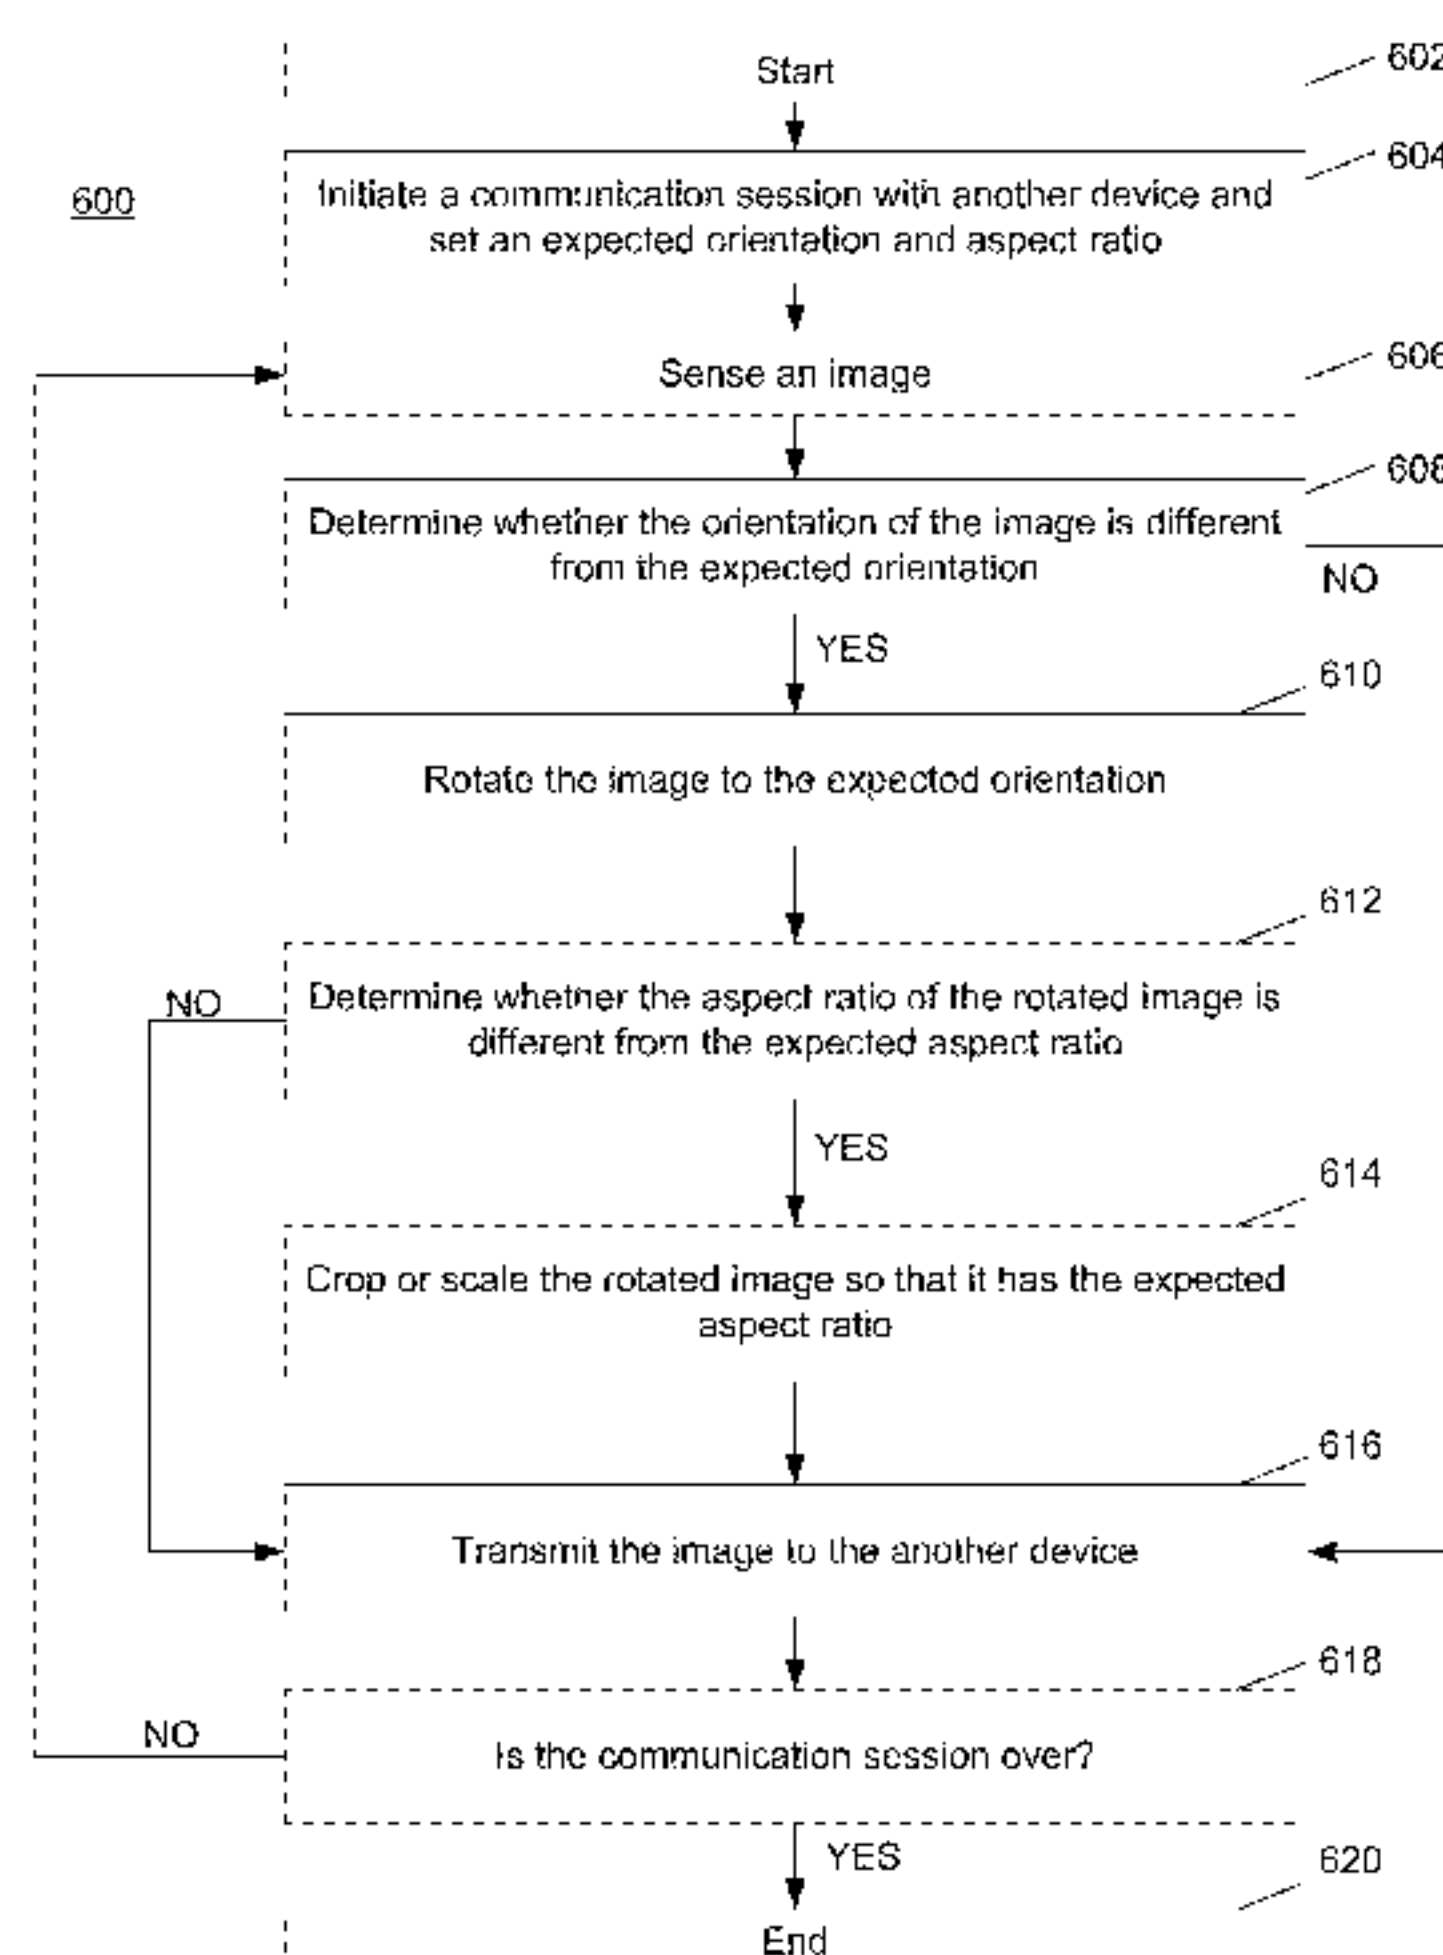 Start
602
604
600
Initiate a communication session with another device and
set an expected orientation and aspect ratio
606
Sense an image
608
Determine whether the orientation of the image is different
from the expected orientation
NO
YES
610
Rotate the image to the expected orientation
612
NO
Determine whether the aspect ratio of the rotated image is
different from the expected aspect ratio
YES
614
Crop or scale the rotated image so that it has the expected
aspect ratio
616
Transmit the image to the another device
618
NO
Is the communication session over?
YES
620
End